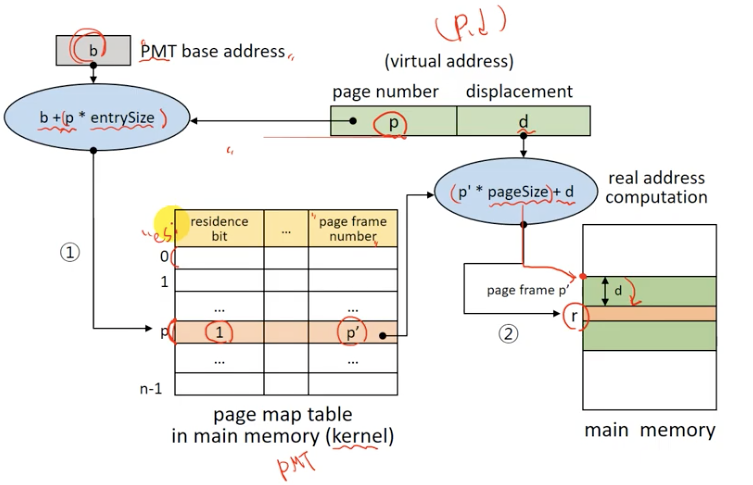 (p,d)
b
"PMT base address"
(virtual address)
page number displacement
b + (p * entrySize)
p
d
(p' * pageSize) + d
real address
computation
residence
bit
...
"page frame
number"
"es"
0
①
1
page frame p'
d
...
...
r
p
1
p'
②
...
...
n-1
page map table
in main memory (kernel)
main memory
PMT